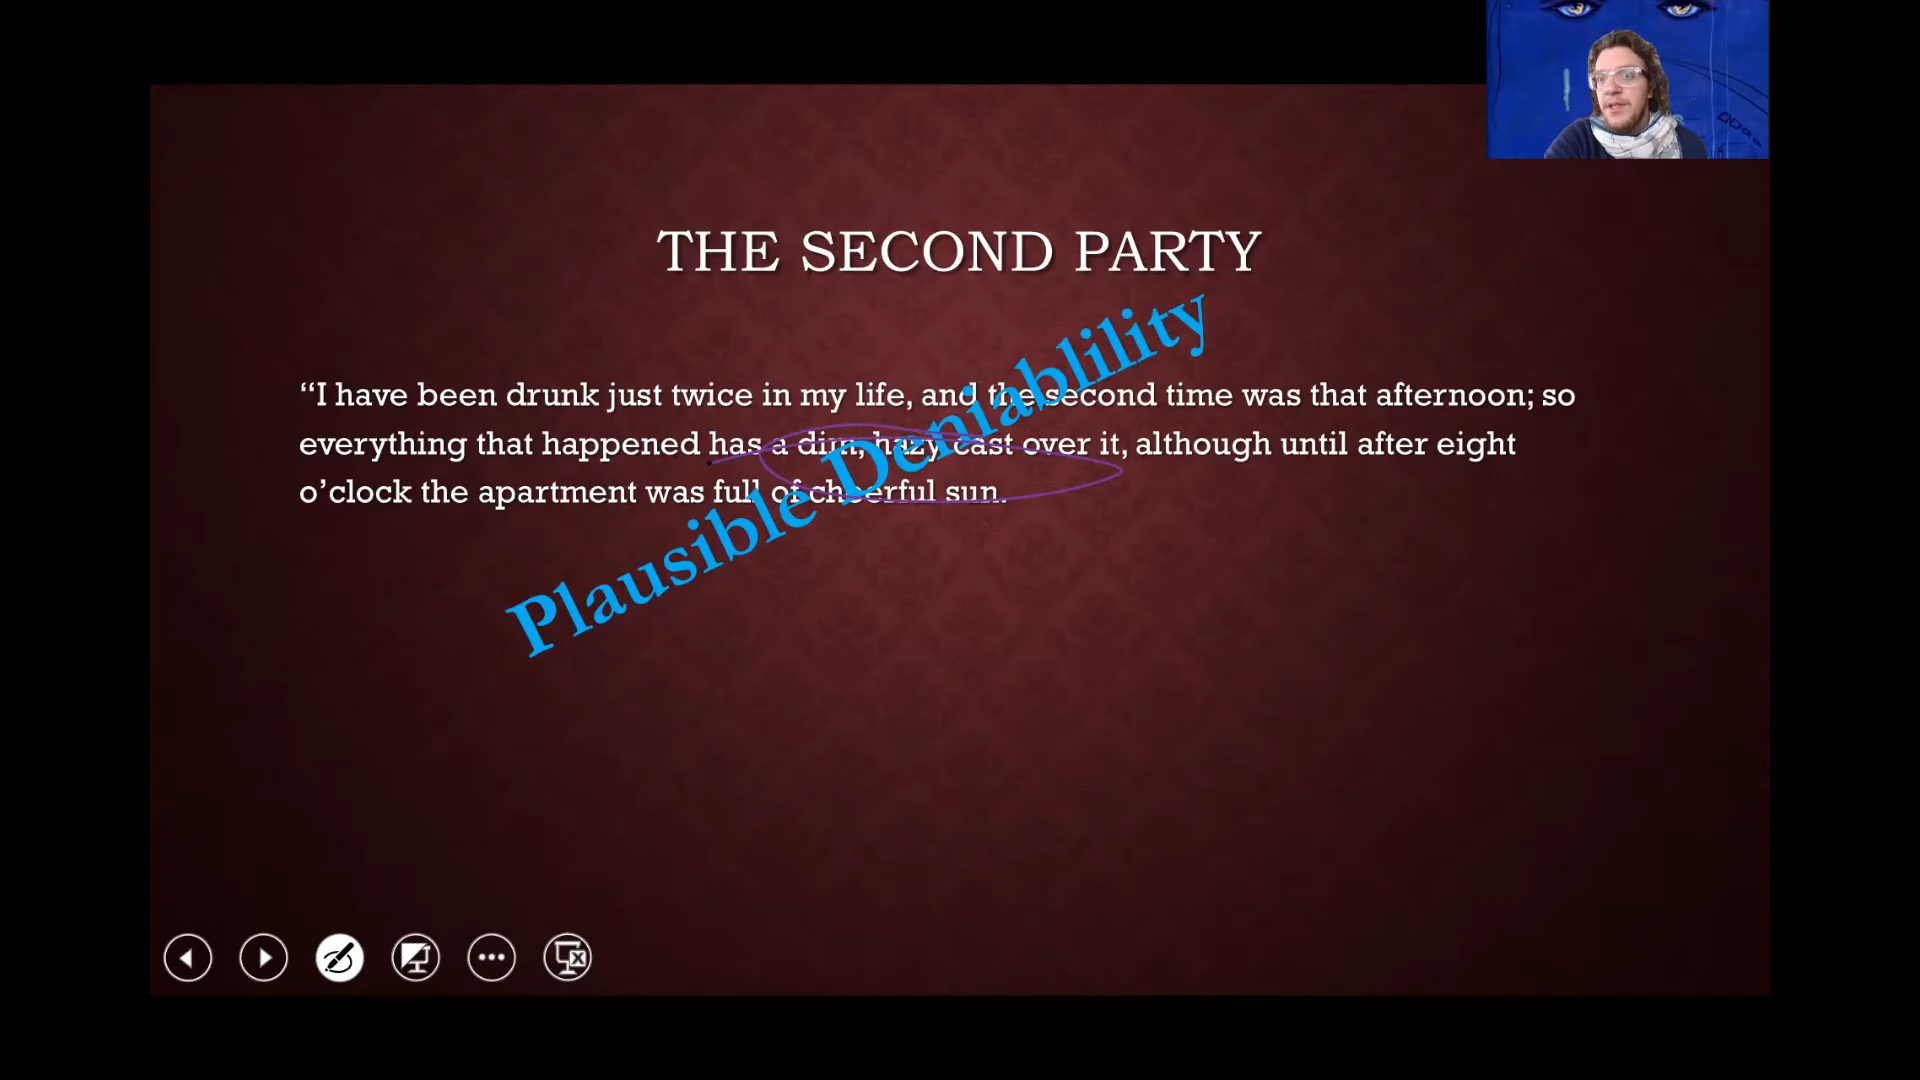 THE SECOND PARTY
“I have been drunk just twice in my life, and the second time was that afternoon; so
everything that happened has a dim, hazy cast over it, although until after eight
o’clock the apartment was full of cheerful sun.
Plausible Deniablility